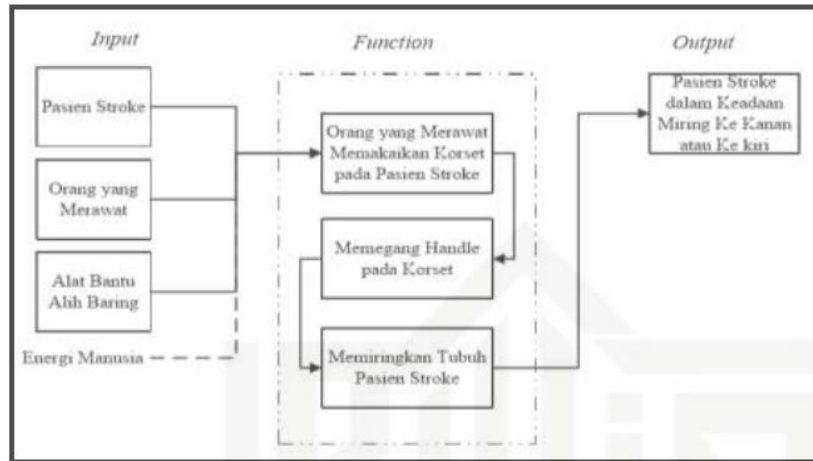 Input
Function
Output
Pasien Stroke
Orang yang
Merawat
Alat Bantu
Alih Baring
Energi Manusia
Orang yang Merawat
Memakaikan Korset
pada Pasien Stroke
Memegang Handle
pada Korset
Memiringkan Tubuh
Pasien Stroke
Pasien Stroke
dalam Keadaan
Miring Ke Kanan
atau Ke kiri